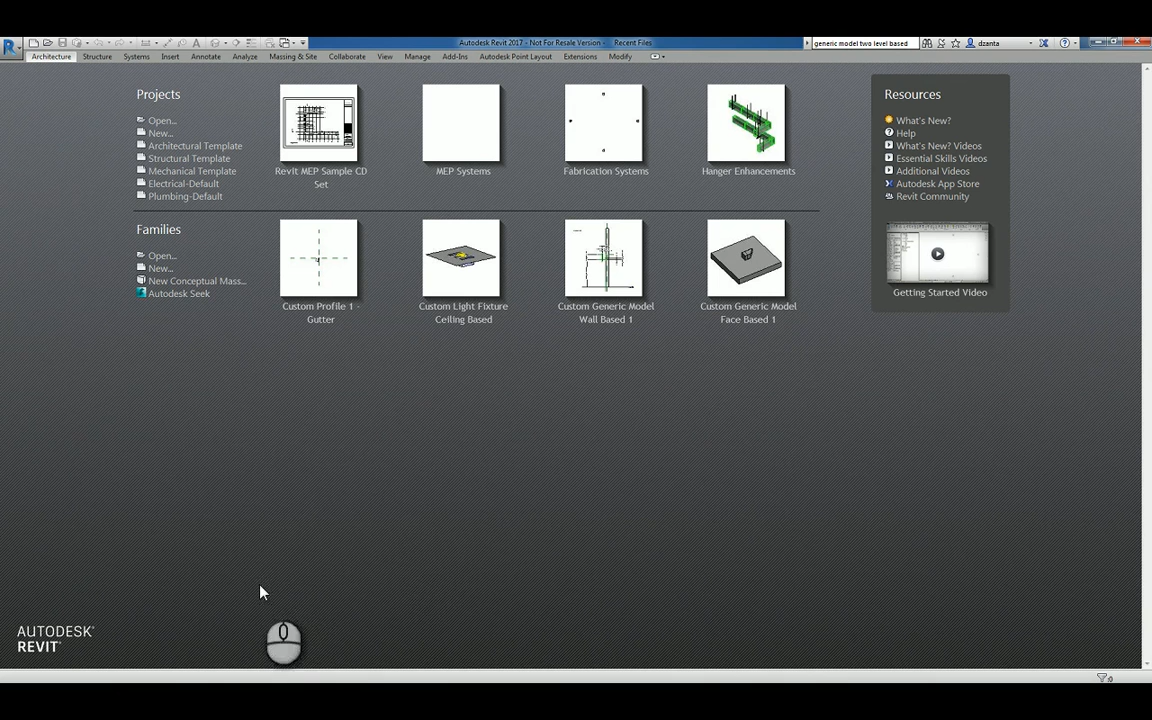 Autodesk Revit 2017 - Not For Resale Version - Recent Files
generic model two level based
dzanta
Architecture Structure Systems Insert Annotate Analyze Massing & Site Collaborate View Manage Add-Ins Autodesk Point Layout Extensions Modify
Projects
Open...
New...
Architectural Template
Structural Template
Mechanical Template
Electrical-Default
Plumbing-Default
Revit MEP Sample CD
Set
MEP Systems
Fabrication Systems
Hanger Enhancements
Families
Open...
New...
New Conceptual Mass...
Autodesk Seek
Custom Profile 1 -
Gutter
Custom Light Fixture
Ceiling Based
Custom Generic Model
Wall Based 1
Custom Generic Model
Face Based 1
Resources
What's New?
Help
What's New? Videos
Essential Skills Videos
Additional Videos
Autodesk App Store
Revit Community
Getting Started Video
AUTODESK®
REVIT®
:0